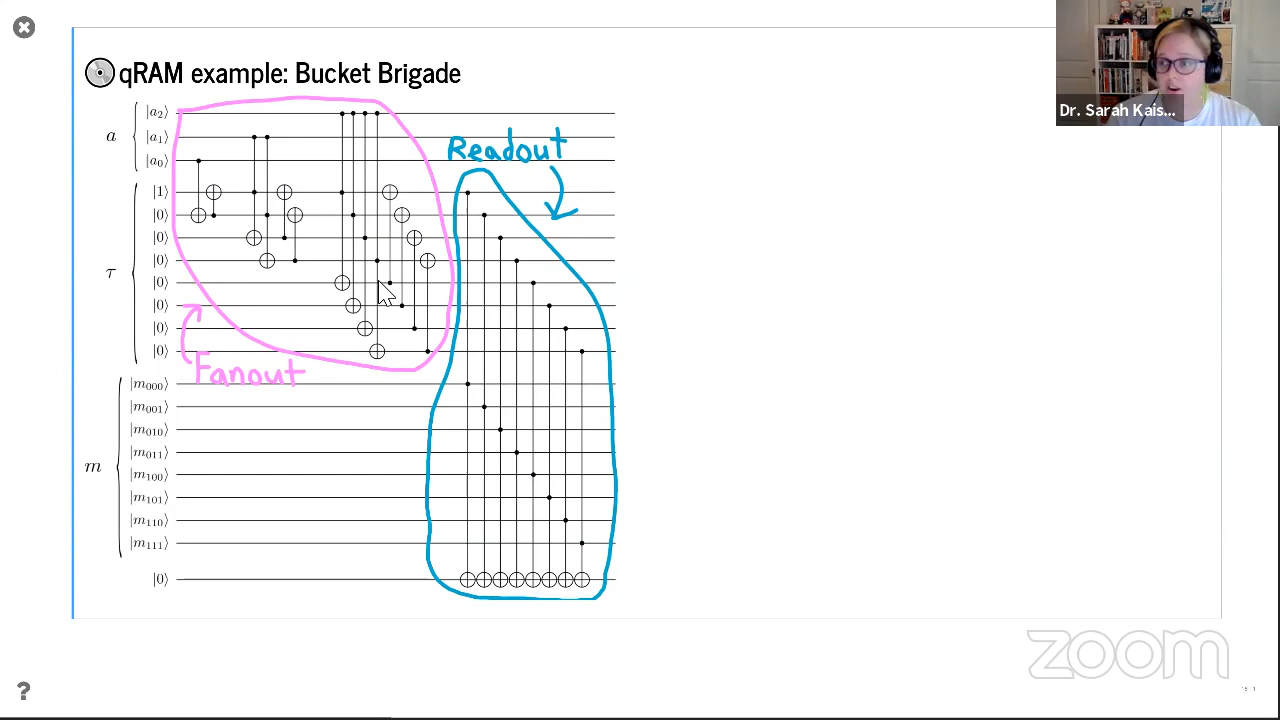 qRAM example: Bucket Brigade
Dr. Sarah Kais...
a
|a₂⟩
|a₁⟩
|a₀⟩
Readout
τ
|1⟩
|0⟩
|0⟩
|0⟩
|0⟩
|0⟩
|0⟩
|0⟩
Fanout
m
|m₀₀₀⟩
|m₀₀₁⟩
|m₀₁₀⟩
|m₀₁₁⟩
|m₁₀₀⟩
|m₁₀₁⟩
|m₁₁₀⟩
|m₁₁₁⟩
|0⟩
zoom
?